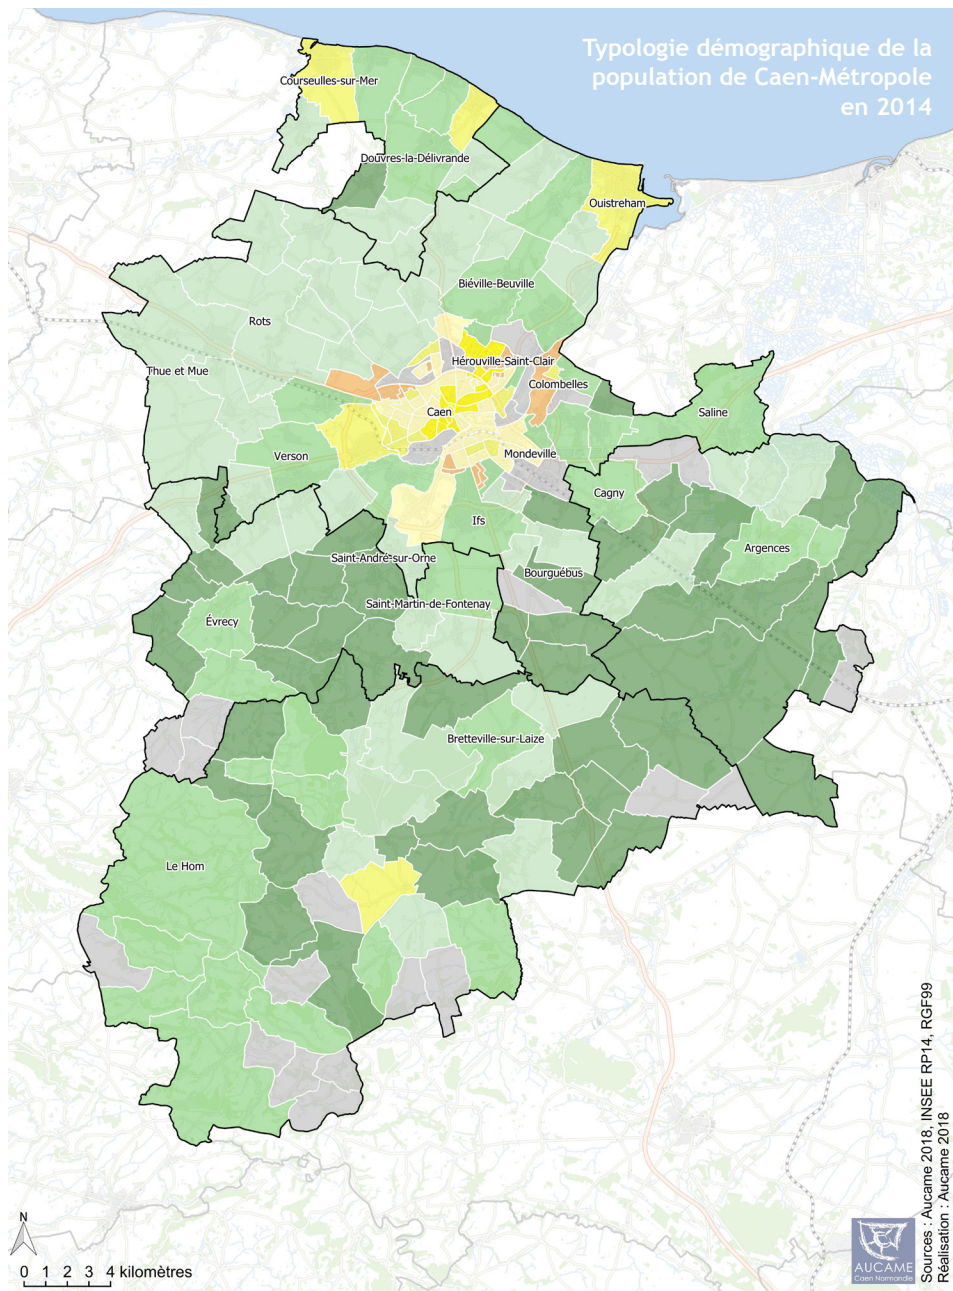 Typologie démographique de la
population de Caen-Métropole
en 2014
Courseulles-sur-Mer
Douvres-la-Délivrande
Ouistreham
Biéville-Beuville
Rots
Hérouville-Saint-Clair
Thue et Mue
Colombelles
Caen
Saline
Verson
Mondeville
Cagny
Ifs
Argences
Saint-André-sur-Orne
Bourguébus
Saint-Martin-de-Fontenay
Évrecy
Bretteville-sur-Laize
Le Hom
N
0 1 2 3 4 kilomètres
AUCAME
Caen Normandie
Sources : Aucame 2018, INSEE RP14, RGF99
Réalisation : Aucame 2018